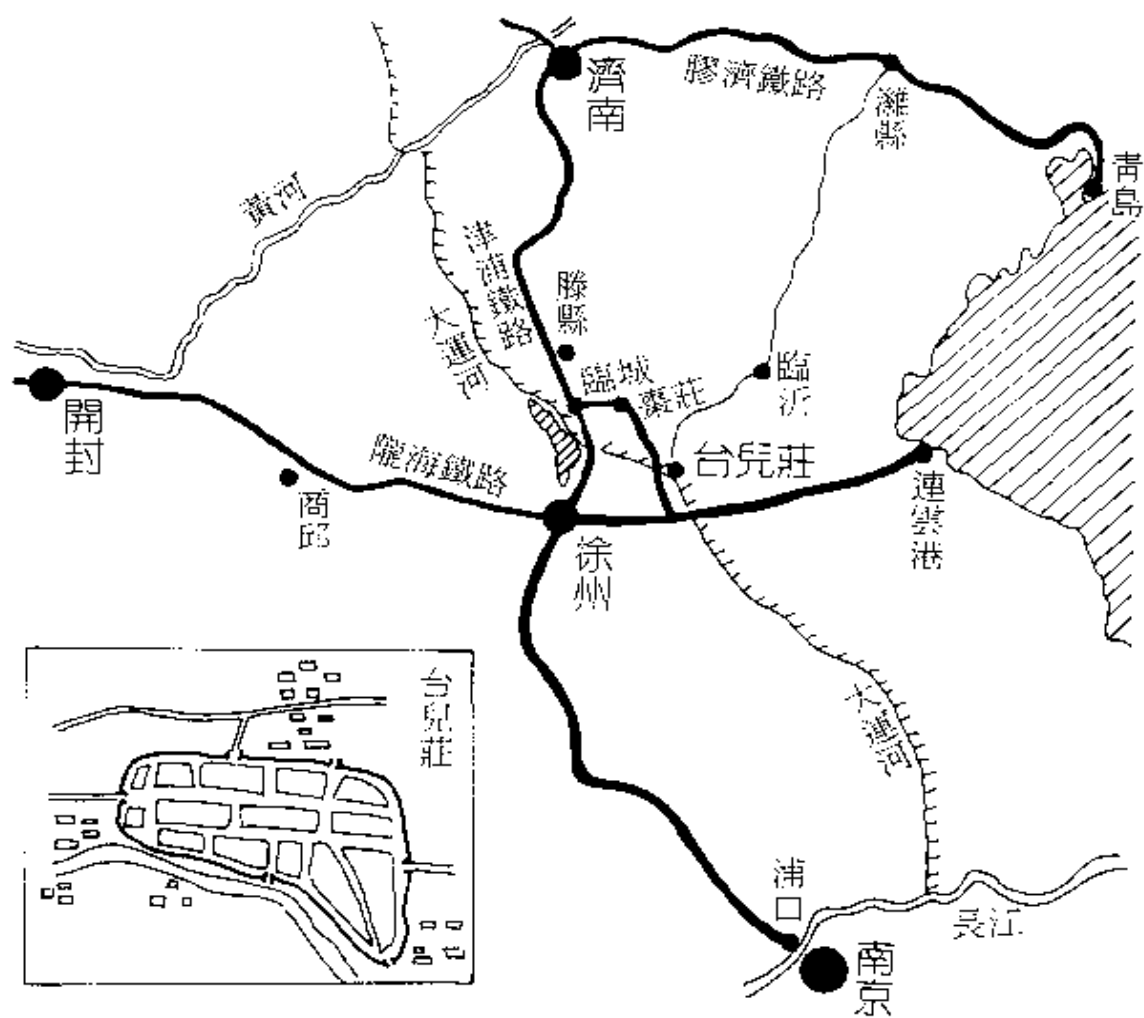 濟南
膠濟鐵路
濰縣
青島
黃河
津浦鐵路
滕縣
大運河
臨城
棗莊
臨沂
開封
台兒莊
隴海鐵路
商邱
連雲港
徐州
台兒莊
大運河
浦口
長江
南京